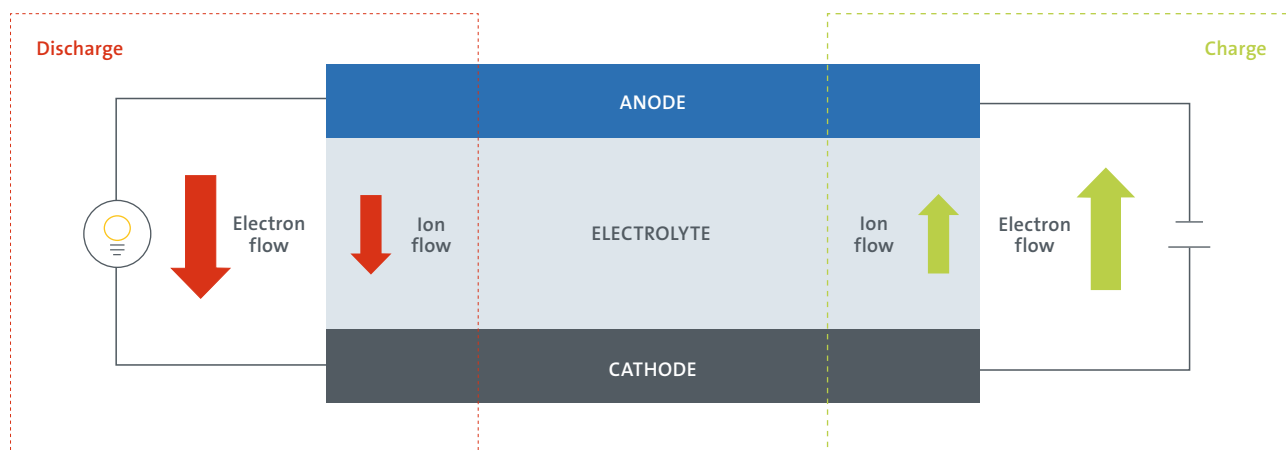 Discharge
Charge
ANODE
Electron
flow
Ion
flow
ELECTROLYTE
Ion
flow
Electron
flow
CATHODE